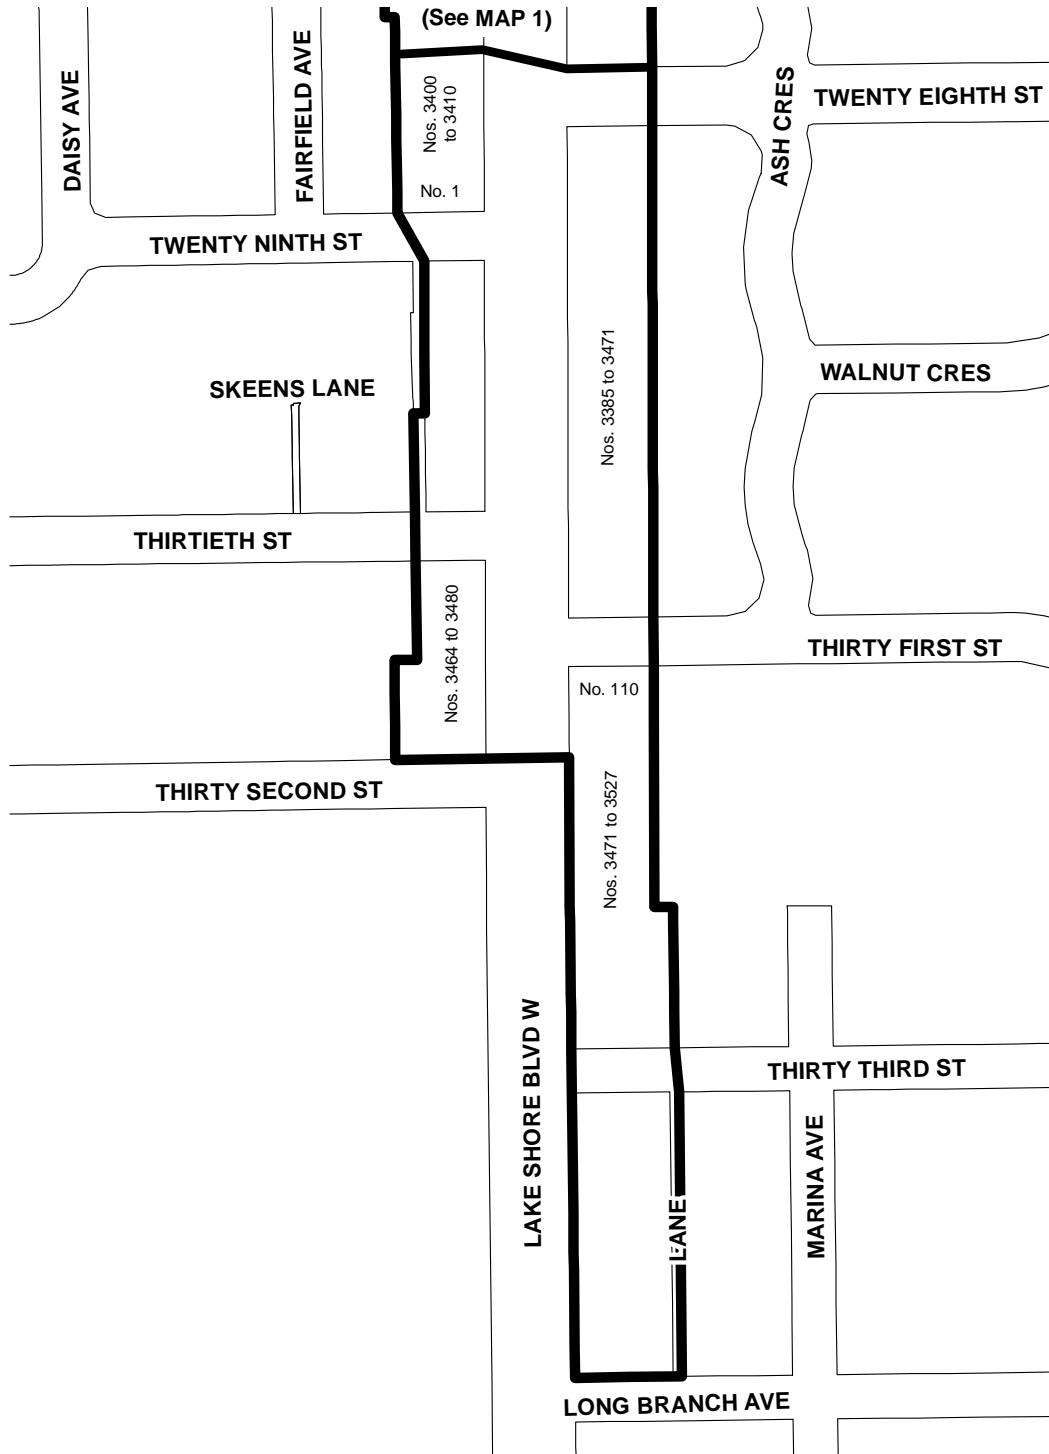 (See MAP 1)
DAISY AVE
FAIRFIELD AVE
Nos. 3400
to 3410
No. 1
ASH CRES
TWENTY EIGHTH ST
TWENTY NINTH ST
SKEENS LANE
Nos. 3385 to 3471
WALNUT CRES
THIRTIETH ST
Nos. 3464 t0 3480
THIRTY FIRST ST
No. 110
THIRTY SECOND ST
Nos. 3471 to 3527
LAKE SHORE BLVD W
THIRTY THIRD ST
LANE
MARINA AVE
LONG BRANCH AVE